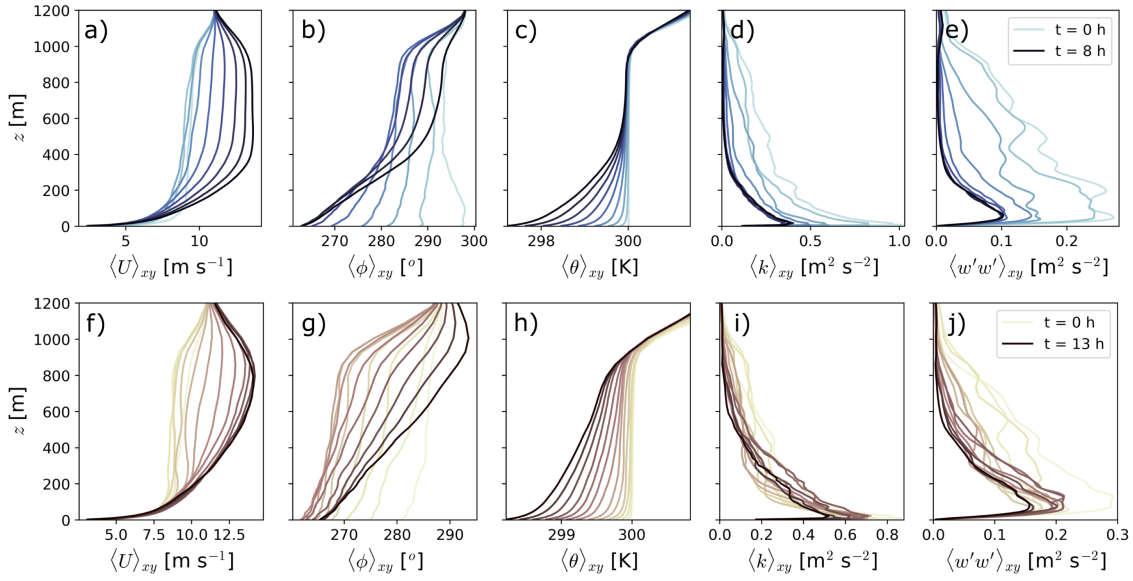 a) b) c) d) e)
t = 0 h
t = 8 h
1200
1000
800
600
400
200
0
z [m]
5 10
270 280 290 300
298 300
0.0 0.5 1.0
0.0 0.1 0.2
⟨U⟩xy [m s⁻¹] ⟨ϕ⟩xy [°] ⟨θ⟩xy [K] ⟨k⟩xy [m² s⁻²] ⟨w′w′⟩xy [m² s⁻²]
f) g) h) i) j)
t = 0 h
t = 13 h
1200
1000
800
600
400
200
0
z [m]
5.0 7.5 10.0 12.5
270 280 290
299 300
0.0 0.2 0.4 0.6 0.8
0.0 0.1 0.2 0.3
⟨U⟩xy [m s⁻¹] ⟨ϕ⟩xy [°] ⟨θ⟩xy [K] ⟨k⟩xy [m² s⁻²] ⟨w′w′⟩xy [m² s⁻²]